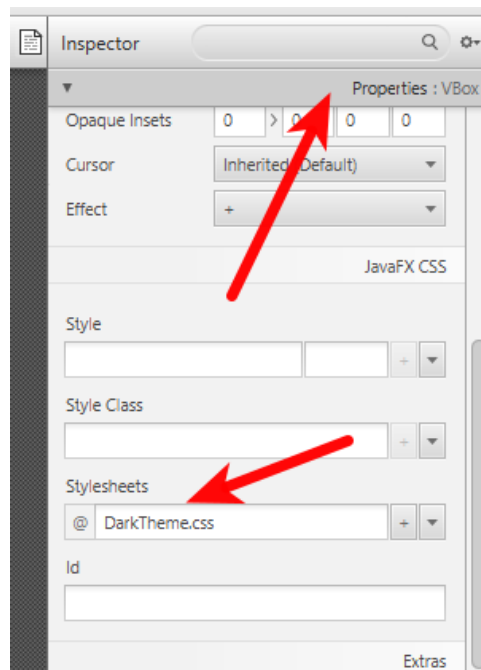 Inspector
Properties : VBox
Opaque Insets 0 > 0 0 0
Cursor Inherited (Default)
Effect +
JavaFX CSS
Style
+
Style Class
+
Stylesheets
@ DarkTheme.css +
Id
Extras